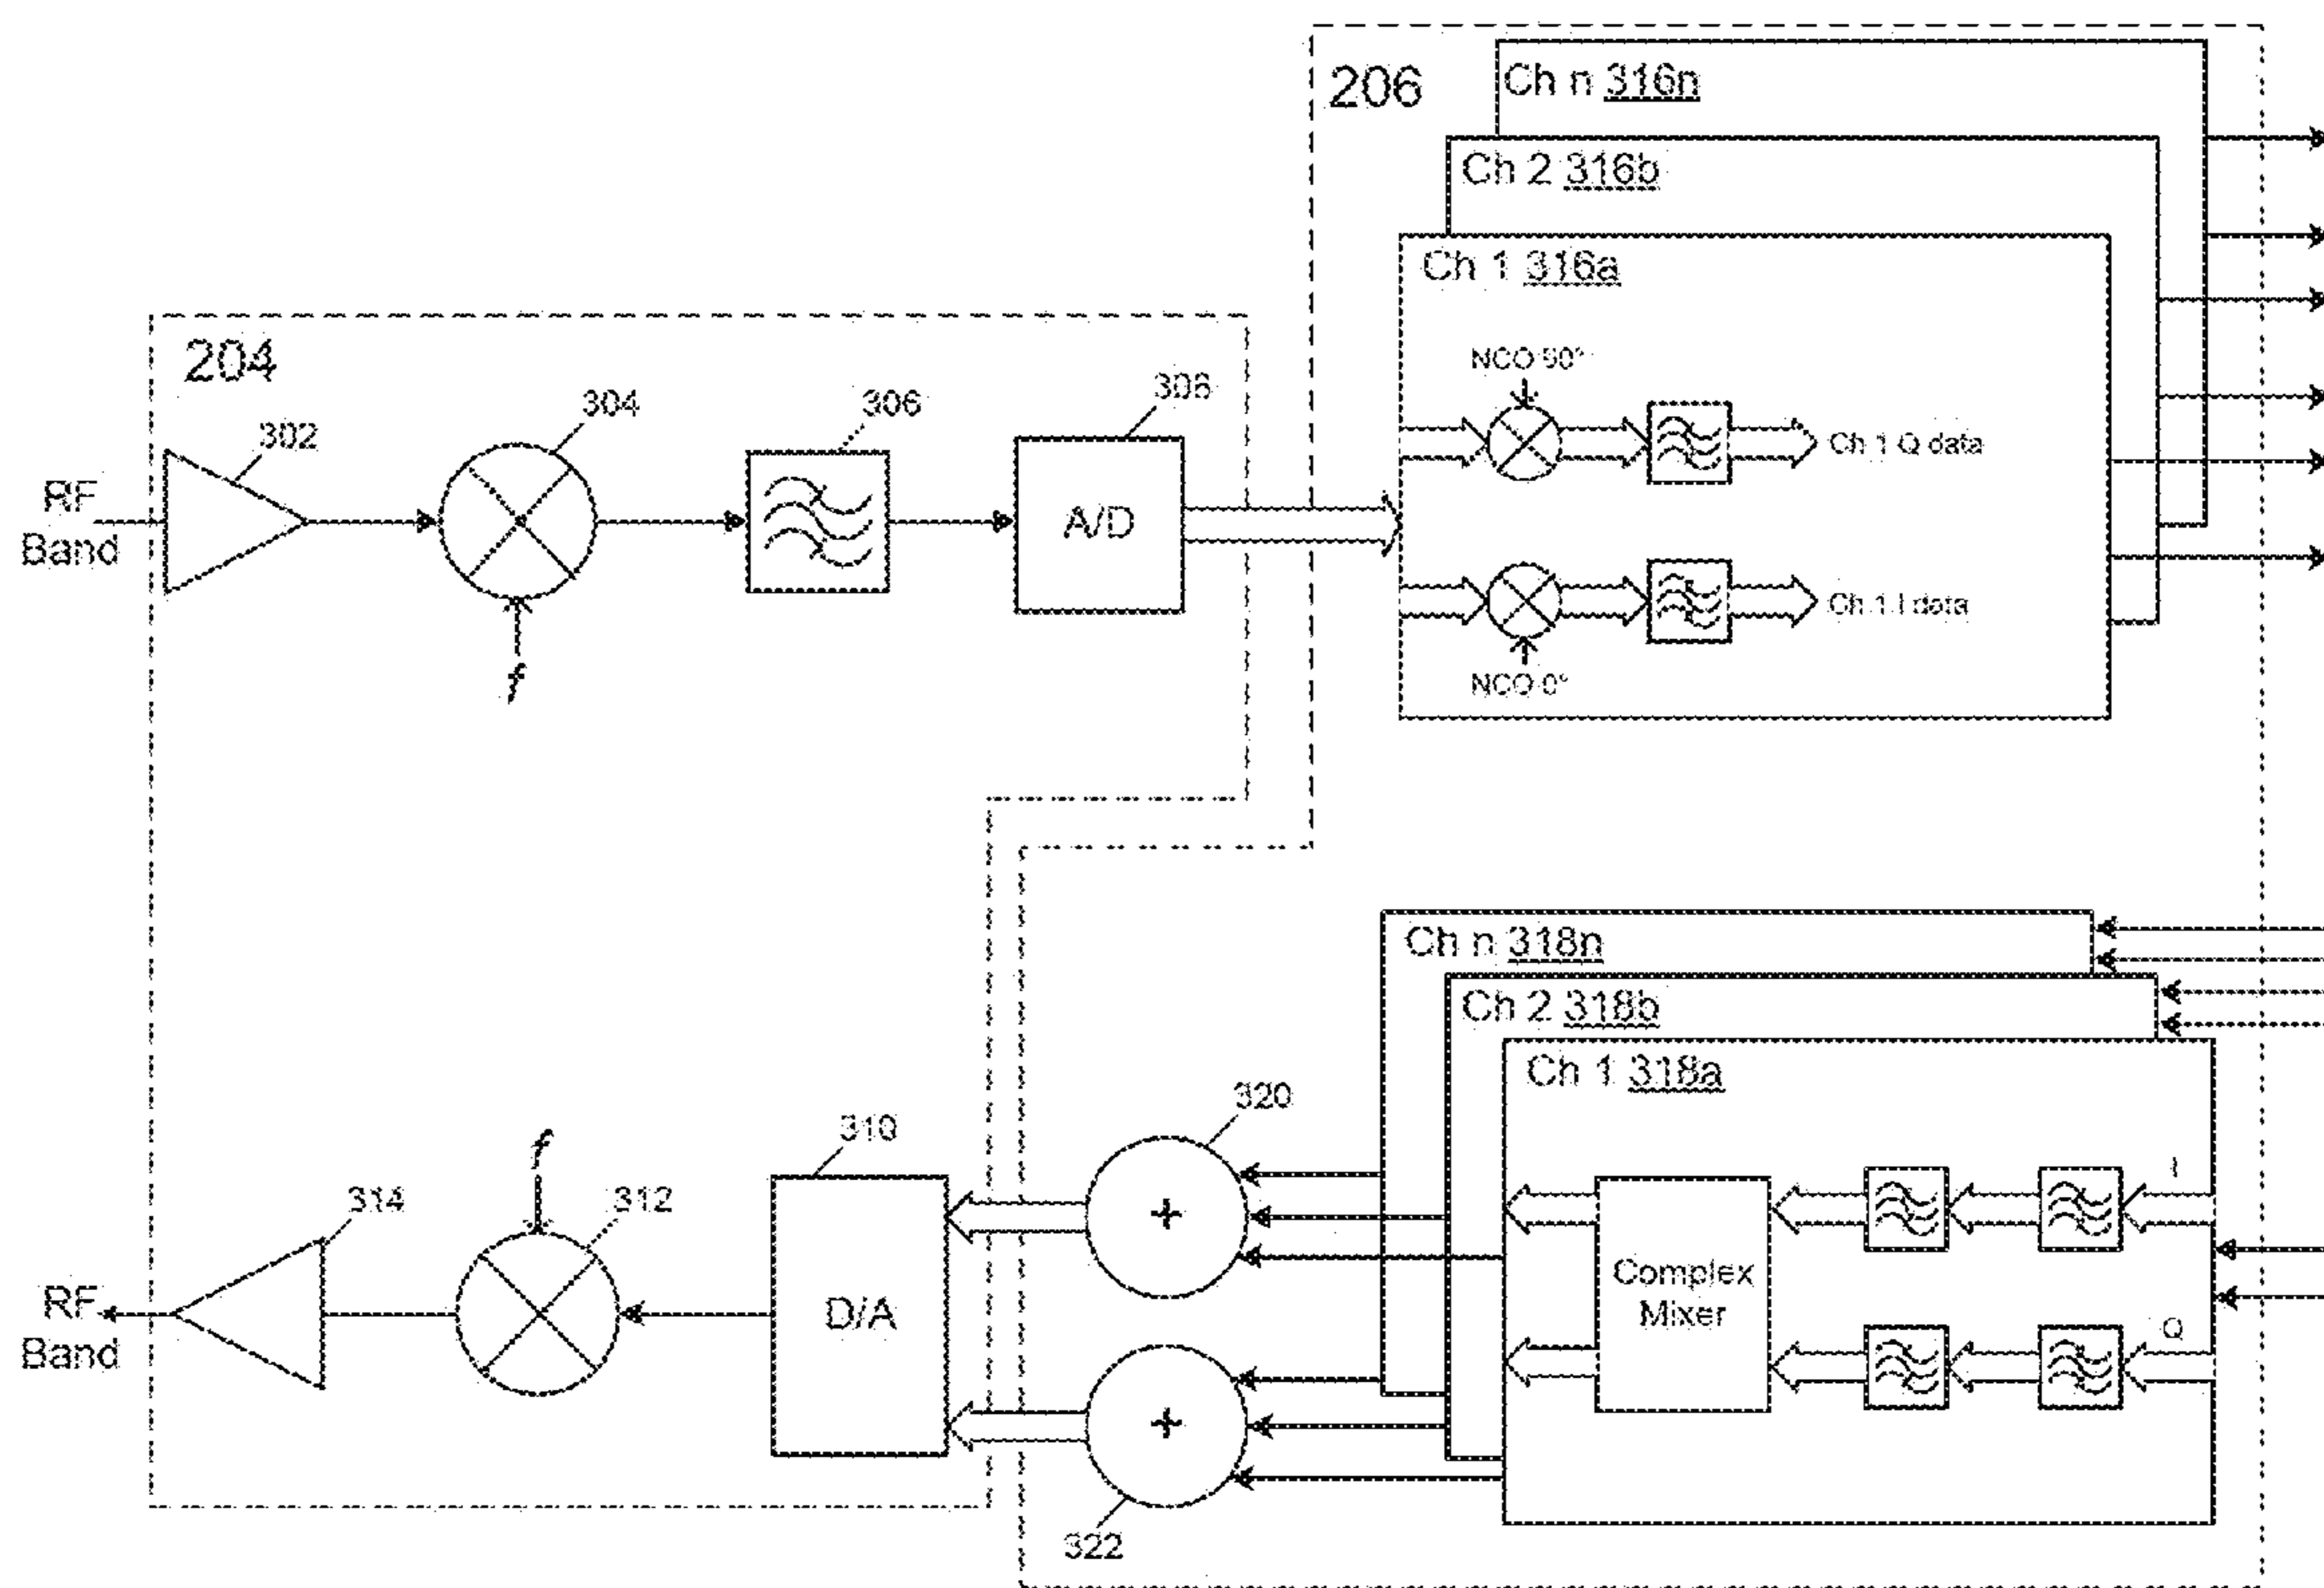 206
Ch n 316n
Ch 2 316b
Ch 1 316a
NCO 90°
Ch 1 Q data
Ch 1 I data
NCO 0°
204
302
304
306
308
RF
Band
A/D
f
Ch n 318n
Ch 2 318b
Ch 1 318a
I
Q
Complex
Mixer
320
+
+
322
310
D/A
f
312
314
RF
Band